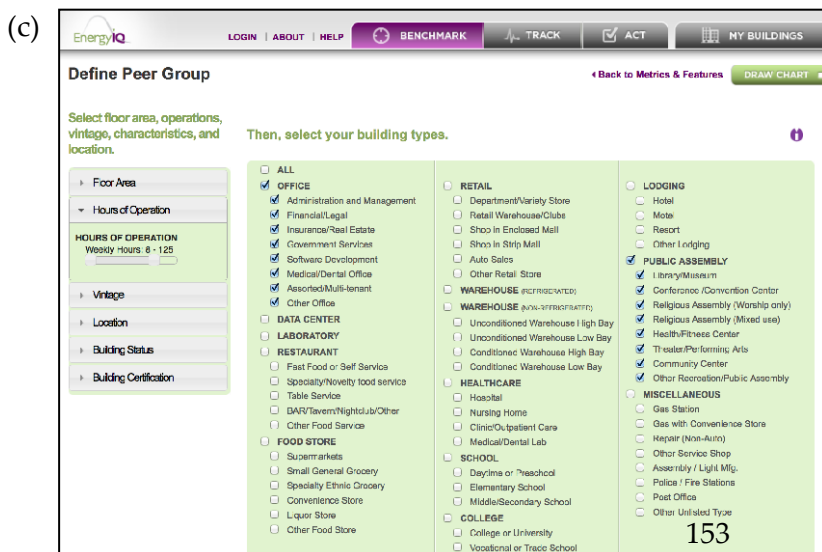 (c)
EnergyIQ
LOGIN | ABOUT | HELP
BENCHMARK
TRACK
ACT
MY BUILDINGS
Define Peer Group
Back to Metrics & Features
DRAW CHART
Select floor area, operations,
vintage, characteristics, and
location.
Then, select your building types.
Floor Area
Hours of Operation
HOURS OF OPERATION
Weekly Hours: 8 - 125
Vintage
Location
Building Status
Building Certification
ALL
OFFICE
Administration and Management
Financial/Legal
Insurance/Real Estate
Government Services
Software Development
Medical/Dental Office
Assorted/Multi-tenant
Other Office
DATA CENTER
LABORATORY
RESTAURANT
Fast Food or Self Service
Specialty/Novelty food service
Table Service
BAR/Tavern/Nightclub/Other
Other Food Service
FOOD STORE
Supermarkets
Small General Grocery
Specialty Ethnic Grocery
Convenience Store
Liquor Store
Other Food Store
RETAIL
Department/Variety Store
Retail Warehouse/Clubs
Shop in Enclosed Mall
Shop in Strip Mall
Auto Sales
Other Retail Store
WAREHOUSE (REFRIGERATED)
WAREHOUSE (NON-REFRIGERATED)
Unconditioned Warehouse High Bay
Unconditioned Warehouse Low Bay
Conditioned Warehouse High Bay
Conditioned Warehouse Low Bay
HEALTHCARE
Hospital
Nursing Home
Clinic/Outpatient Care
Medical/Dental Lab
SCHOOL
Daytime or Preschool
Elementary School
Middle/Secondary School
COLLEGE
College or University
Vocational or Trade School
LODGING
Hotel
Motel
Resort
Other Lodging
PUBLIC ASSEMBLY
Library/Museum
Conference /Convention Center
Religious Assembly (Worship only)
Religious Assembly (Mixed use)
Health/Fitness Center
Theater/Performing Arts
Community Center
Other Recreation/Public Assembly
MISCELLANEOUS
Gas Station
Gas with Convenience Store
Repair (Non-Auto)
Other Service Shop
Assembly / Light Mfg.
Police / Fire Stations
Post Office
Other Unlisted Type
153